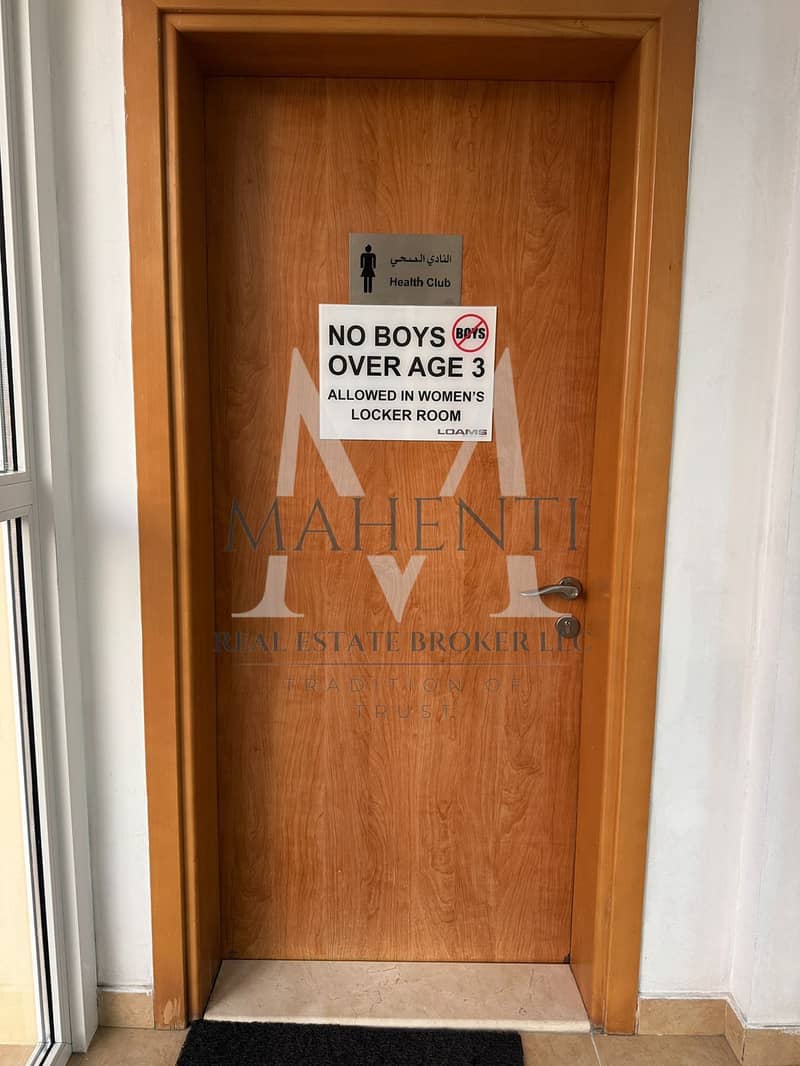 النادي الصحي
Health Club
NO BOYS BOYS
OVER AGE 3
ALLOWED IN WOMEN'S
LOCKER ROOM
LOAMS
MAHENTI
REAL ESTATE BROKER LLC
TRADITION OF
TRUST